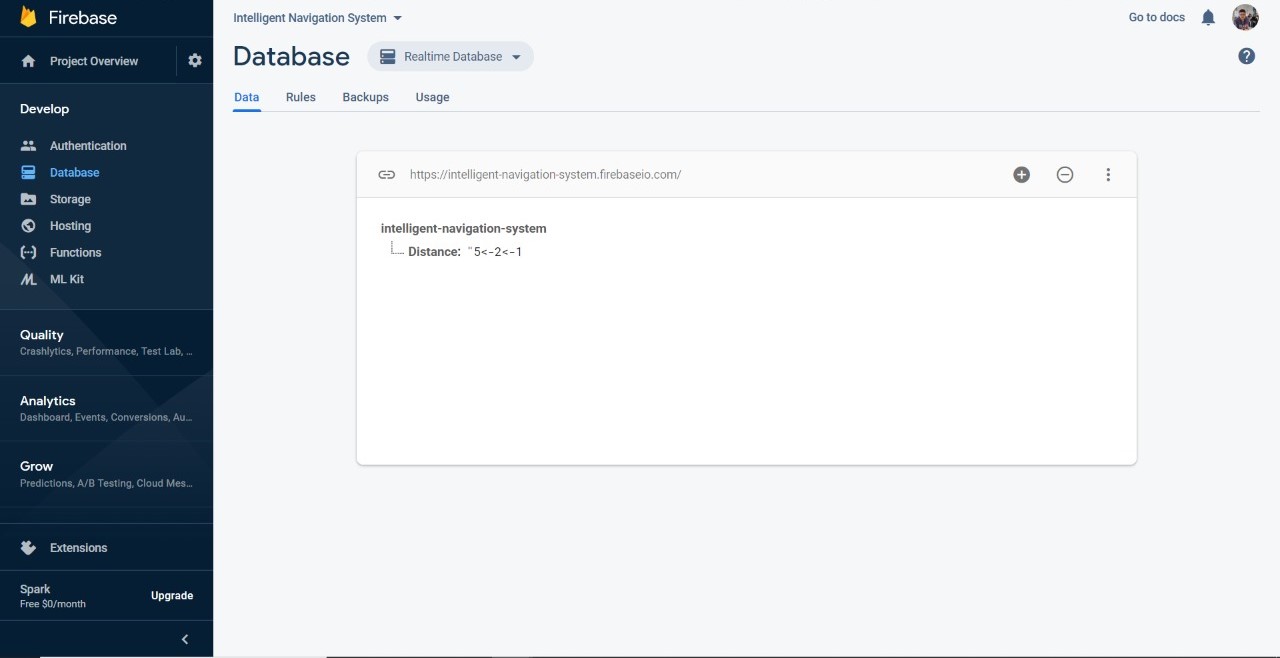 Firebase
Project Overview
Develop
Authentication
Database
Storage
Hosting
Functions
ML Kit
Quality
Crashlytics, Performance, Test Lab, ...
Analytics
Dashboard, Events, Conversions, Au...
Grow
Predictions, A/B Testing, Cloud Mes...
Extensions
Spark
Free $0/month
Upgrade
Intelligent Navigation System
Go to docs
Database
Realtime Database
?
Data Rules Backups Usage
https://intelligent-navigation-system.firebaseio.com/
intelligent-navigation-system
Distance: "5<-2<-1